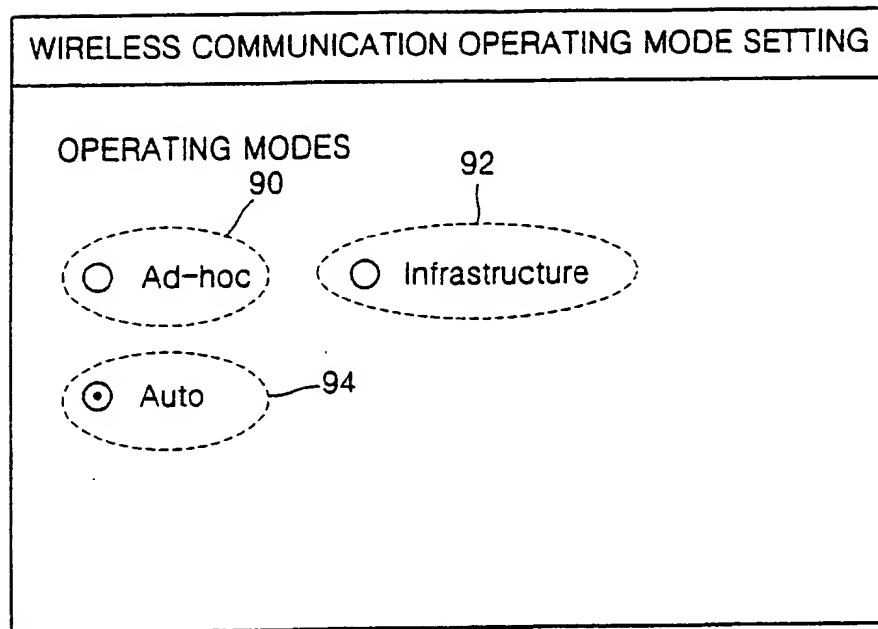 WIRELESS COMMUNICATION OPERATING MODE SETTING
OPERATING MODES
90
92
Ad-hoc
Infrastructure
Auto
94